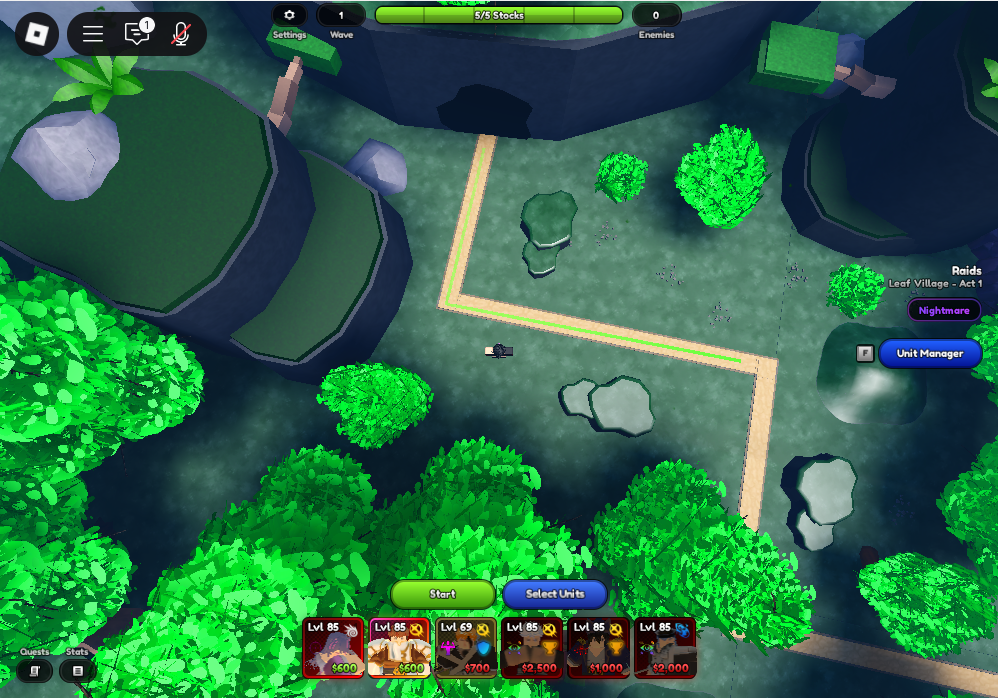 1
5/5 Stocks
1
0
Settings
Wave
Enemies
Raids
Leaf Village - Act 1
Nightmare
F
Unit Manager
Start
Select Units
Lvl 85
Lvl 85
Lvl 69
Lvl 85
Lvl 85
Lvl 85
$600
$600
$700
$2,500
$1,000
$2,000
Quests
Stats